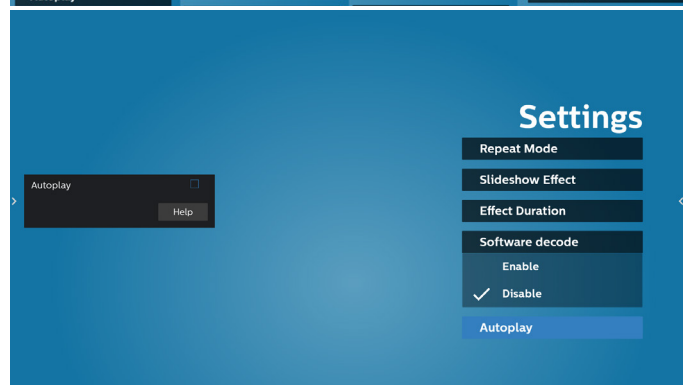 Settings
Repeat Mode
Slideshow Effect
Effect Duration
Software decode
Enable
Disable
Autoplay
Autoplay
Help